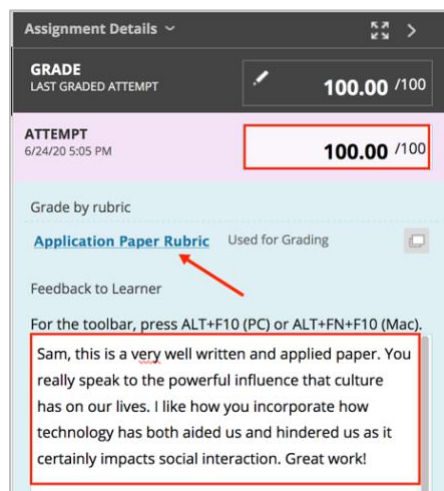 Assignment Details
GRADE
LAST GRADED ATTEMPT
100.00 /100
ATTEMPT
6/24/20 5:05 PM
100.00 /100
Grade by rubric
Application Paper Rubric Used for Grading
Feedback to Learner
For the toolbar, press ALT+F10 (PC) or ALT+FN+F10 (Mac).
Sam, this is a very well written and applied paper. You
really speak to the powerful influence that culture
has on our lives. I like how you incorporate how
technology has both aided us and hindered us as it
certainly impacts social interaction. Great work!